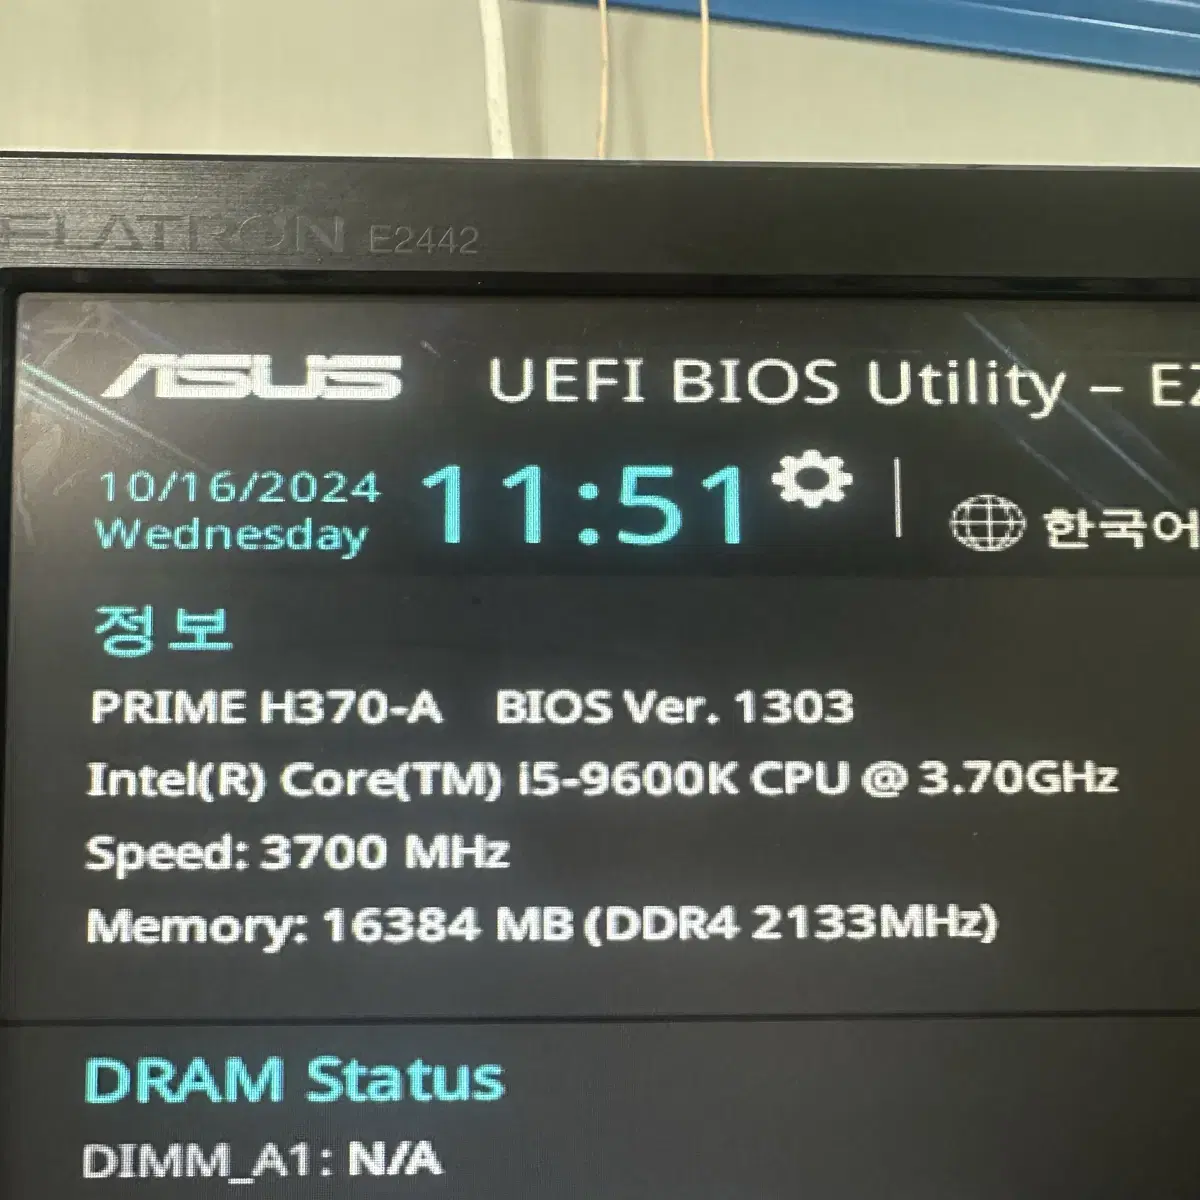 FLATRON E2442
ASUS UEFI BIOS Utility –
10/16/2024
Wednesday
11:51
한국어
정보
PRIME H370-A BIOS Ver. 1303
Intel(R) Core(TM) i5-9600K CPU @ 3.70GHz
Speed: 3700 MHz
Memory: 16384 MB (DDR4 2133MHz)
DRAM Status
DIMM_A1: N/A